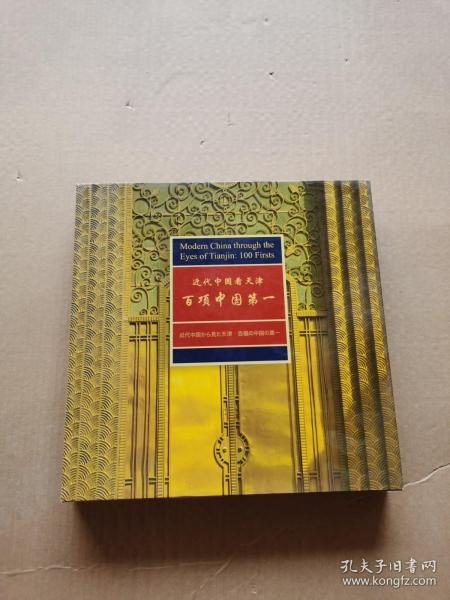 Modern China through the
Eyes of Tianjin: 100 Firsts
近代中国看天津
百项中国第一
近代中国から見た天津 百種の中国の第一
孔夫子旧书网
www.kongfz.com